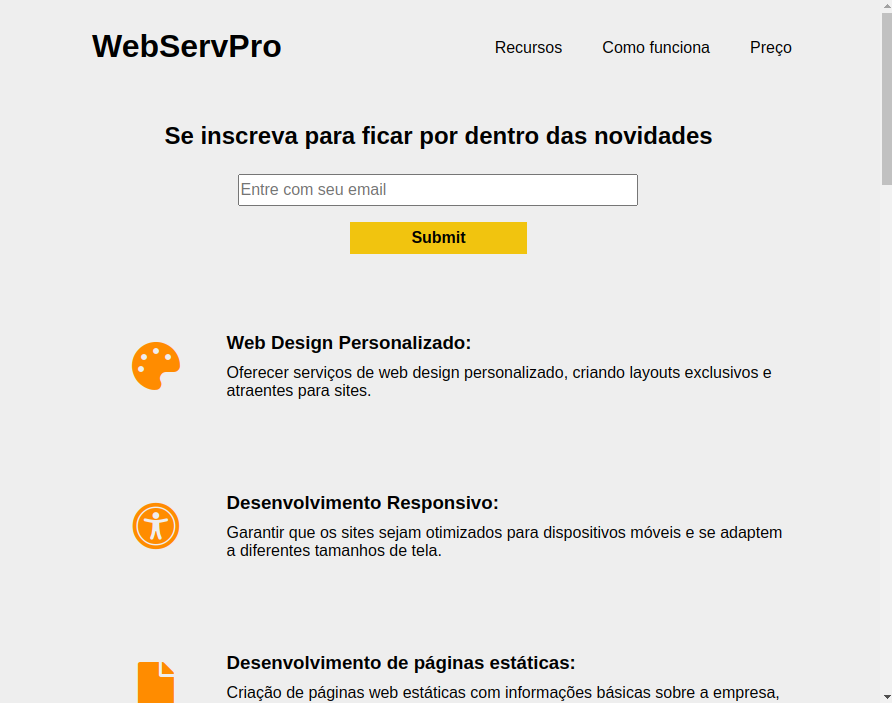 WebServPro
Recursos
Como funciona
Preço
Se inscreva para ficar por dentro das novidades
Entre com seu email
Submit
Web Design Personalizado:
Oferecer serviços de web design personalizado, criando layouts exclusivos e
atraentes para sites.
Desenvolvimento Responsivo:
Garantir que os sites sejam otimizados para dispositivos móveis e se adaptem
a diferentes tamanhos de tela.
Desenvolvimento de páginas estáticas:
Criação de páginas web estáticas com informações básicas sobre a empresa,